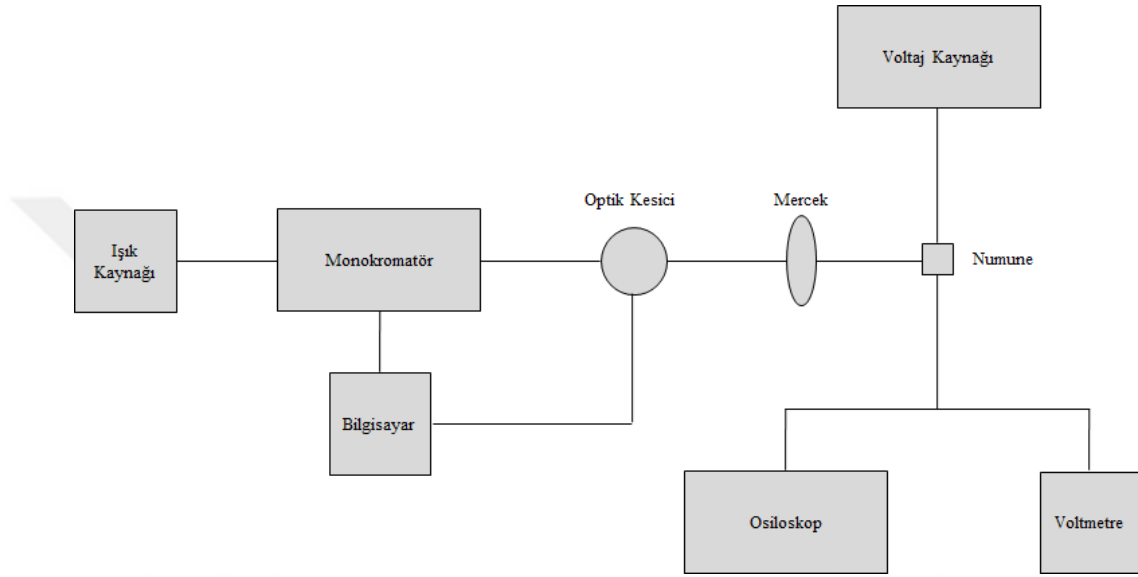 Voltaj Kaynağı
Optik Kesici
Mercek
Işık
Kaynağı
Monokromatör
Numune
Bilgisayar
Osiloskop
Voltmetre